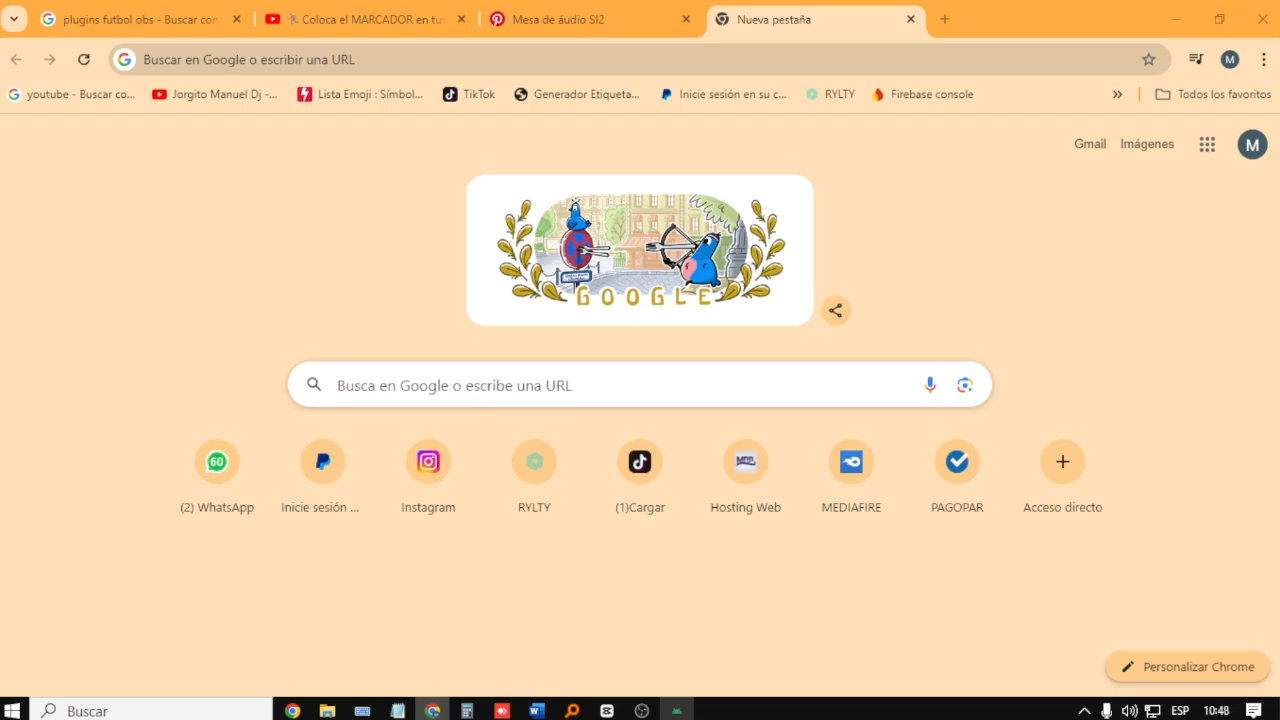 plugins futbol obs - Buscar con
Coloca el MARCADOR en tus
Mesa de áudio SI2
Nueva pestaña
Buscar en Google o escribir una URL
M
youtube - Buscar co...
Jorgito Manuel Dj -...
Lista Emoji : Símbol...
TikTok
Generador Etiqueta...
Inicie sesión en su c...
RYLTY
Firebase console
Todos los favoritos
Gmail
Imágenes
M
GOOGLE
Busca en Google o escribe una URL
60
MDP
(2) WhatsApp
Inicie sesión ...
Instagram
RYLTY
(1)Cargar
Hosting Web
MEDIAFIRE
PAGOPAR
Acceso directo
Personalizar Chrome
Buscar
ESP
10:48